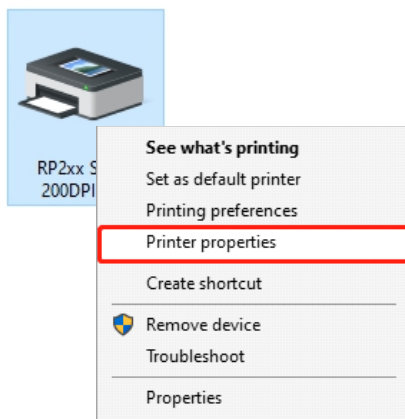 RP2xx S
200DPI
See what's printing
Set as default printer
Printing preferences
Printer properties
Create shortcut
Remove device
Troubleshoot
Properties